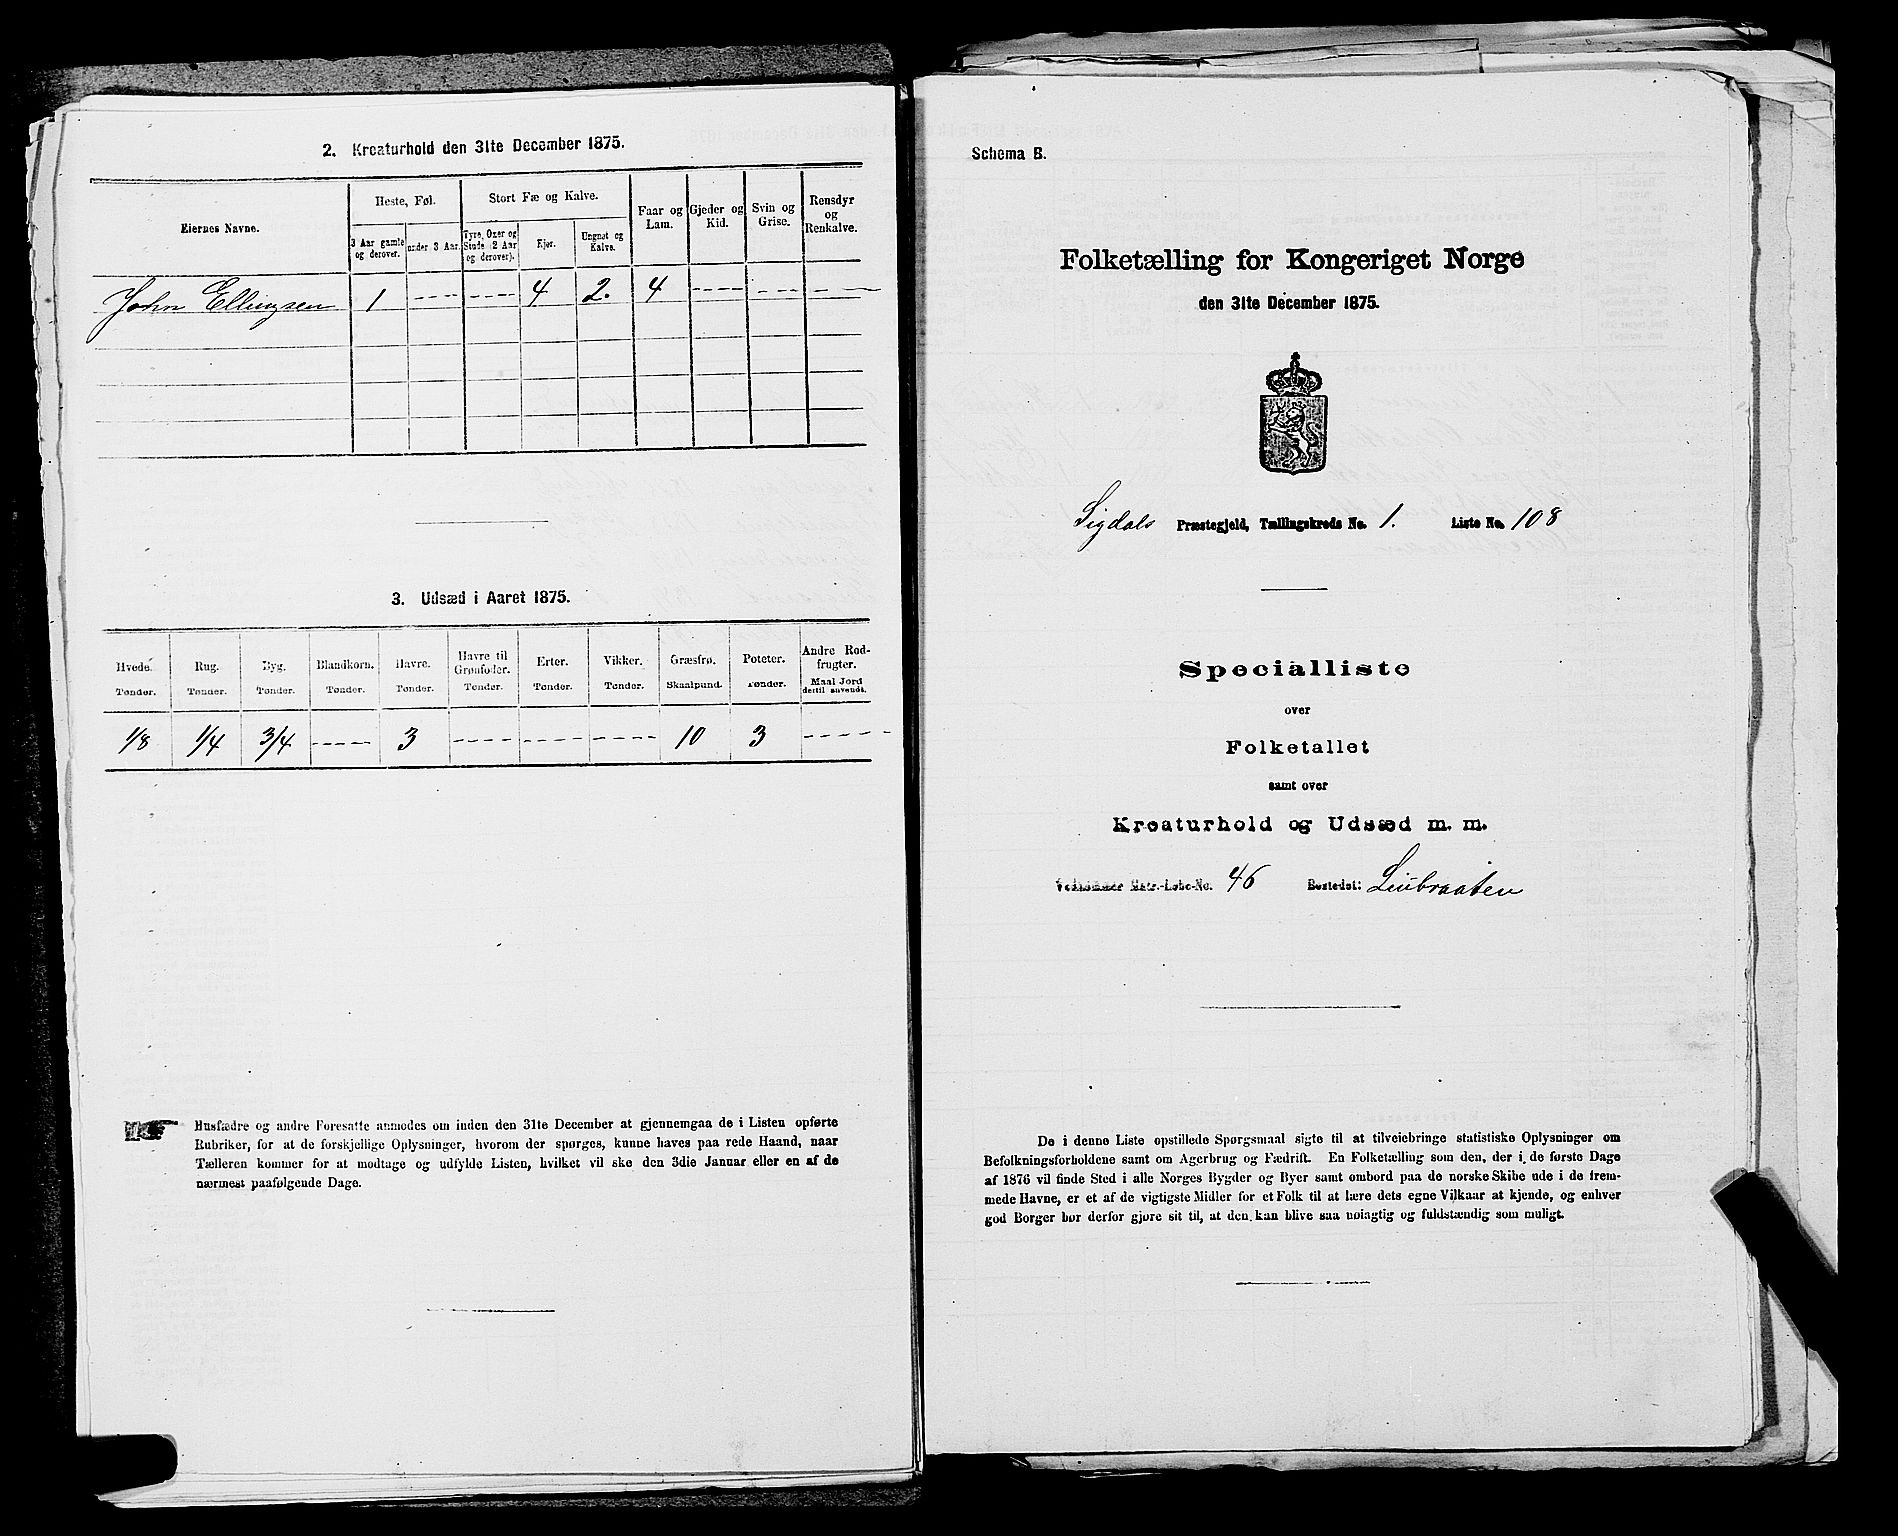 2. Kreaturhold den 31te December 1875.
Eiernes Navne.
Heste, Føl.
Stort Fæ og Kalve.
Faar og Lam.
Gjeder og Kid.
Svin og Grise.
Rensdyr og Renkalve.
3 Aar gamle og derover.
under 3 Aar.
Tyre, Oxer og Stude (2 Aar og derover).
Kjør.
Ungnøt og Kalve.
John Ellingsen 1 4 2. 4
3. Udsæd i Aaret 1875.
Hvede. Rug. Byg. Blandkorn. Havre. Havre til Grønfoder. Erter. Vikker. Græsfrø. Poteter. Andre Rodfrugter.
Tønder. Tønder. Tønder. Tønder. Tønder. Tønder. Tønder. Tønder. Skaalpund. Tønder. Maal Jord dertil anvendt.
1/8 1/4 3/4 3 10 3
Husfædre og andre Foresatte anmodes om inden den 31te December at gjennemgaa de i Listen opførte
Rubriker, for at de forskjellige Oplysninger, hvorom der spørges, kunne haves paa rede Haand, naar
Tælleren kommer for at modtage og udfylde Listen, hvilket vil ske den 3die Januar eller en af de
nærmest paafølgende Dage.
Schema B.
Folketælling for Kongeriget Norge
den 31te December 1875.
Sigdals Præstegjeld, Tællingskreds No. 1. Liste No. 108
Specialliste
over
Folketallet
samt over
Kreaturhold og Udsæd m. m.
Vedkommer Matr.-Løbe-No. 46 Bostedet: Liubraaten
De i denne Liste opstillede Spørgsmaal sigte til at tilveiebringe statistiske Oplysninger om
Befolkningsforholdene samt om Agerbrug og Fædrift. En Folketælling som den, der i de første Dage
af 1876 vil finde Sted i alle Norges Bygder og Byer samt ombord paa de norske Skibe ude i de frem-
mede Havne, er et af de vigtigste Midler for et Folk til at lære dets egne Vilkaar at kjende, og enhver
god Borger bør derfor gjøre sit til, at den kan blive saa nøiagtig og fuldstændig som muligt.